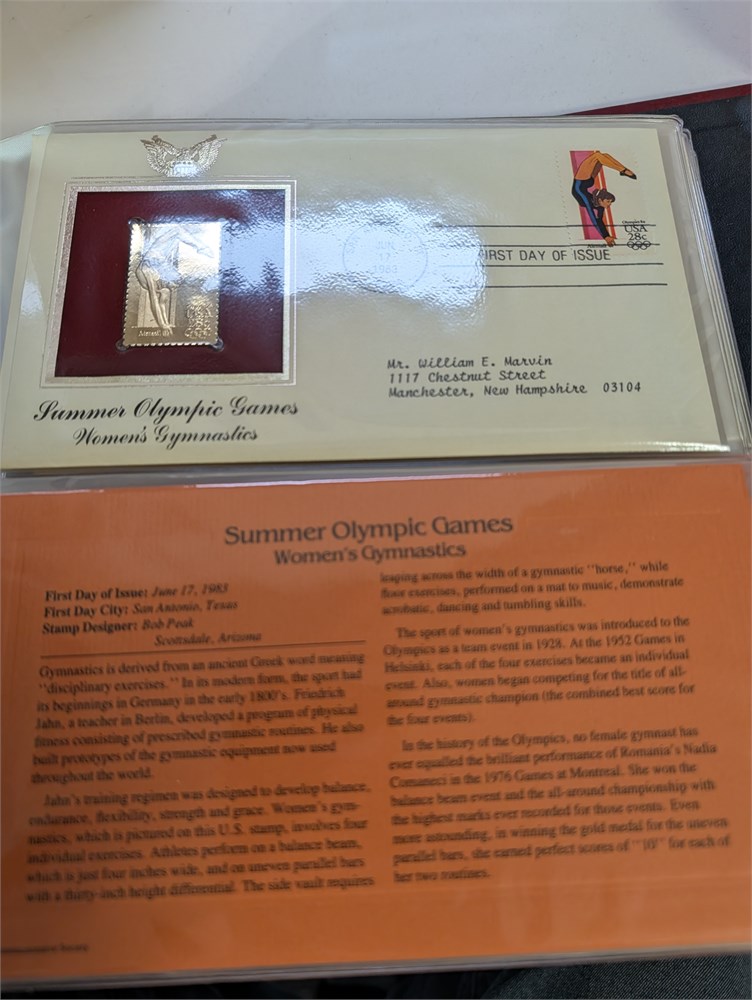 Olympics 84
USA
28c
Airmail
JUN
17
1983
FIRST DAY OF ISSUE
Mr. William E. Marvin
1117 Chestnut Street
Manchester, New Hampshire 03104
Summer Olympic Games
Women's Gymnastics
Summer Olympic Games
Women's Gymnastics
First Day of Issue: June 17, 1983
First Day City: San Antonio, Texas
Stamp Designer: Bob Peak
Scottsdale, Arizona
Gymnastics is derived from an ancient Greek word meaning
"disciplinary exercises." In its modern form, the sport had
its beginnings in Germany in the early 1800's. Friedrich
Jahn, a teacher in Berlin, developed a program of physical
fitness consisting of prescribed gymnastic routines. He also
built prototypes of the gymnastic equipment now used
throughout the world.
Jahn's training regimen was designed to develop balance,
endurance, flexibility, strength and grace. Women's gym-
nastics, which is pictured on this U.S. stamp, involves four
individual exercises. Athletes perform on a balance beam,
which is just four inches wide, and on uneven parallel bars
with a thirty-inch height differential. The side vault requires
leaping across the width of a gymnastic "horse," while
floor exercises, performed on a mat to music, demonstrate
acrobatic, dancing and tumbling skills.
The sport of women's gymnastics was introduced to the
Olympics as a team event in 1928. At the 1952 Games in
Helsinki, each of the four exercises became an individual
event. Also, women began competing for the title of all-
around gymnastic champion (the combined best score for
the four events).
In the history of the Olympics, no female gymnast has
ever equalled the brilliant performance of Romania's Nadia
Comaneci in the 1976 Games at Montreal. She won the
balance beam event and the all-around championship with
the highest marks ever recorded for those events. Even
more astounding, in winning the gold medal for the uneven
parallel bars, she earned perfect scores of "10" for each of
her two routines.